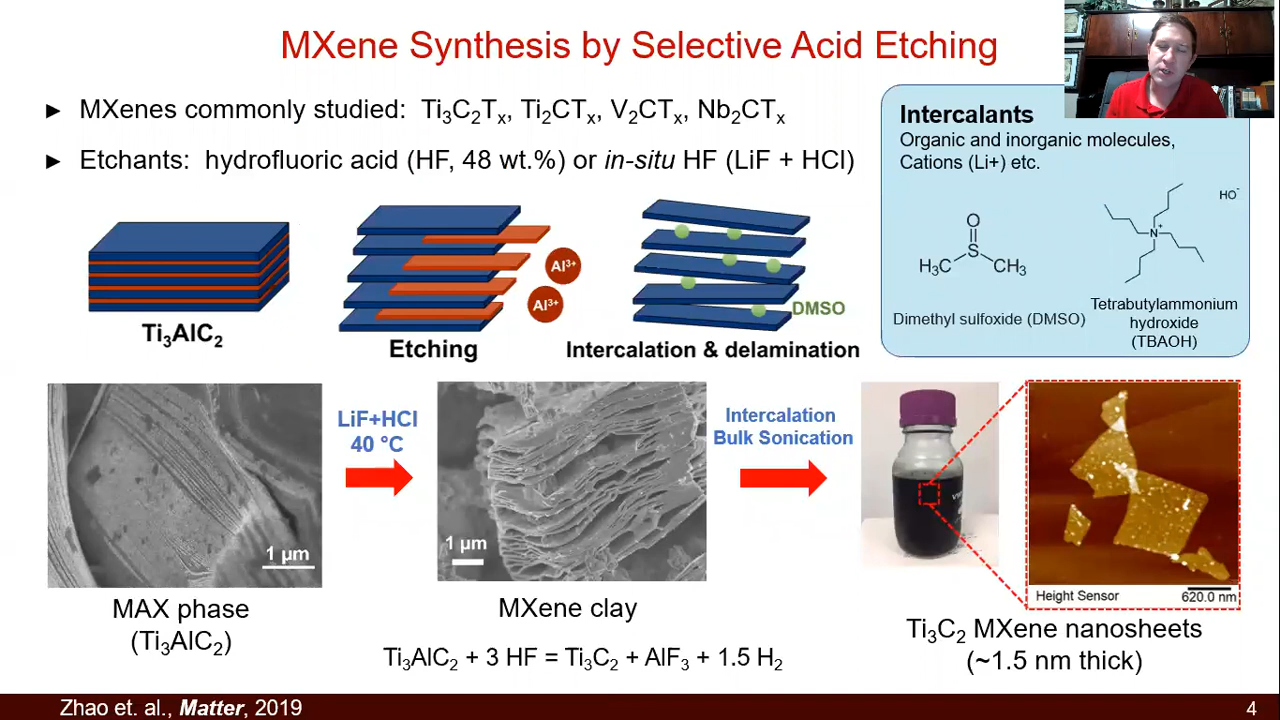 MXene Synthesis by Selective Acid Etching
► MXenes commonly studied: Ti₃C₂Tₓ, Ti₂CTₓ, V₂CTₓ, Nb₂CTₓ
► Etchants: hydrofluoric acid (HF, 48 wt.%) or in-situ HF (LiF + HCl)
Intercalants
Organic and inorganic molecules,
Cations (Li+) etc.
O
S
H₃C
CH₃
Dimethyl sulfoxide (DMSO)
HO⁻
N⁺
Tetrabutylammonium
hydroxide
(TBAOH)
Ti₃AlC₂
Al³⁺
Al³⁺
Etching
DMSO
Intercalation & delamination
1 µm
MAX phase
(Ti₃AlC₂)
LiF+HCl
40 °C
1 µm
MXene clay
Intercalation
Bulk Sonication
Height Sensor
620.0 nm
Ti₃C₂ MXene nanosheets
(~1.5 nm thick)
Ti₃AlC₂ + 3 HF = Ti₃C₂ + AlF₃ + 1.5 H₂
Zhao et. al., Matter, 2019
4